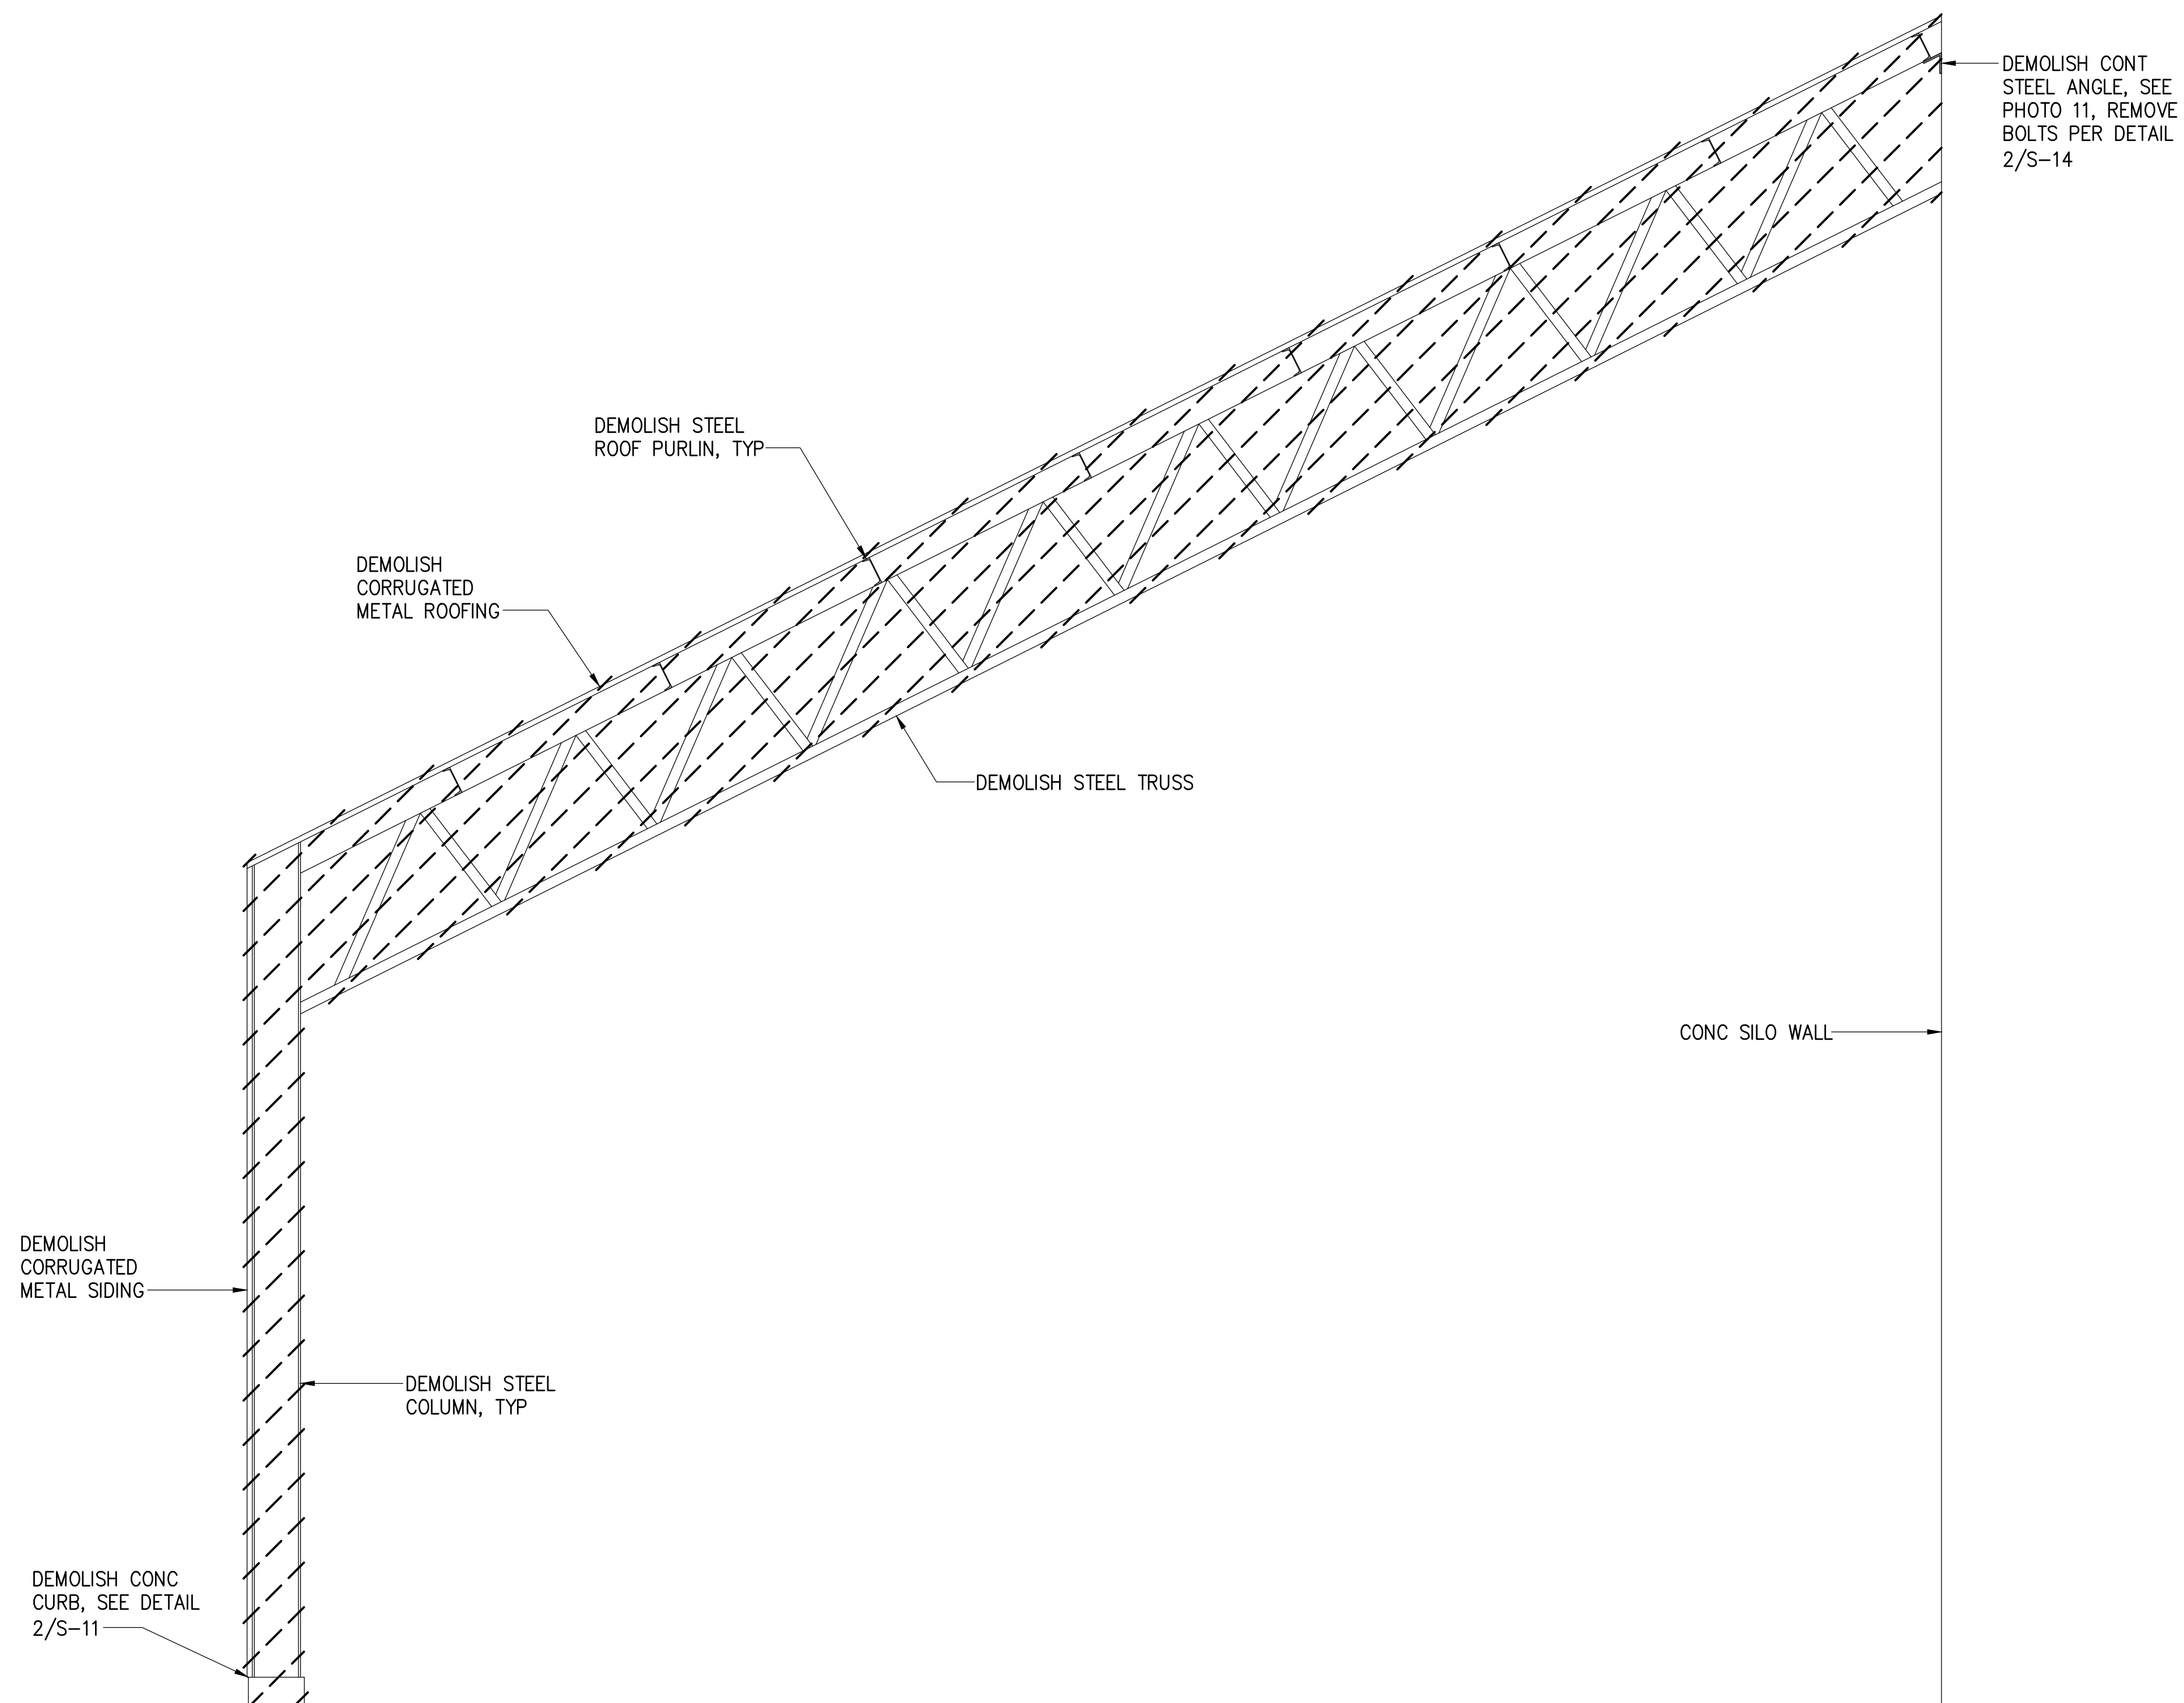 DEMOLISH CONT
STEEL ANGLE, SEE
PHOTO 11, REMOVE
BOLTS PER DETAIL
2/S-14
DEMOLISH STEEL
ROOF PURLIN, TYP
DEMOLISH
CORRUGATED
METAL ROOFING
DEMOLISH STEEL TRUSS
CONC SILO WALL
DEMOLISH
CORRUGATED
METAL SIDING
DEMOLISH STEEL
COLUMN, TYP
DEMOLISH CONC
CURB, SEE DETAIL
2/S-11